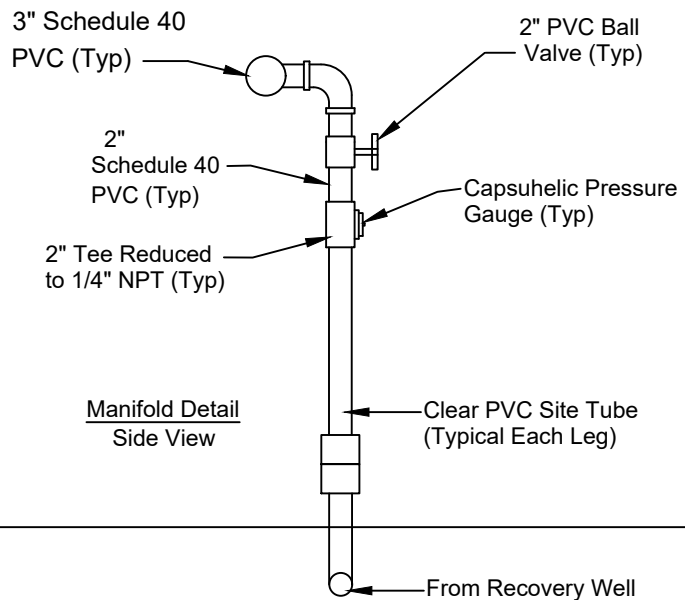 3" Schedule 40
PVC (Typ)
2" PVC Ball
Valve (Typ)
2"
Schedule 40
PVC (Typ)
Capsuhelic Pressure
Gauge (Typ)
2" Tee Reduced
to 1/4" NPT (Typ)
Manifold Detail
Side View
Clear PVC Site Tube
(Typical Each Leg)
From Recovery Well